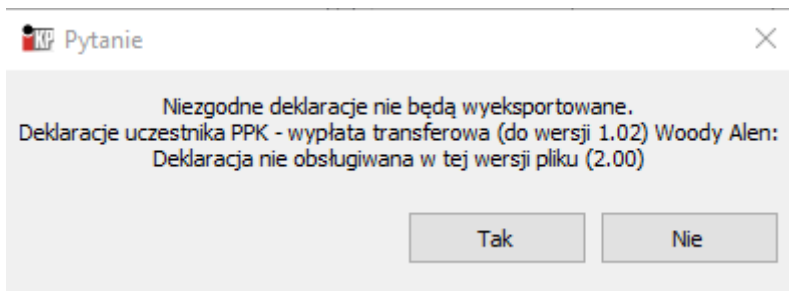 iKP Pytanie
Niezgodne deklaracje nie będą wyeksportowane.
Deklaracje uczestnika PPK - wypłata transferowa (do wersji 1.02) Woody Alen:
Deklaracja nie obsługiwana w tej wersji pliku (2.00)
Tak Nie